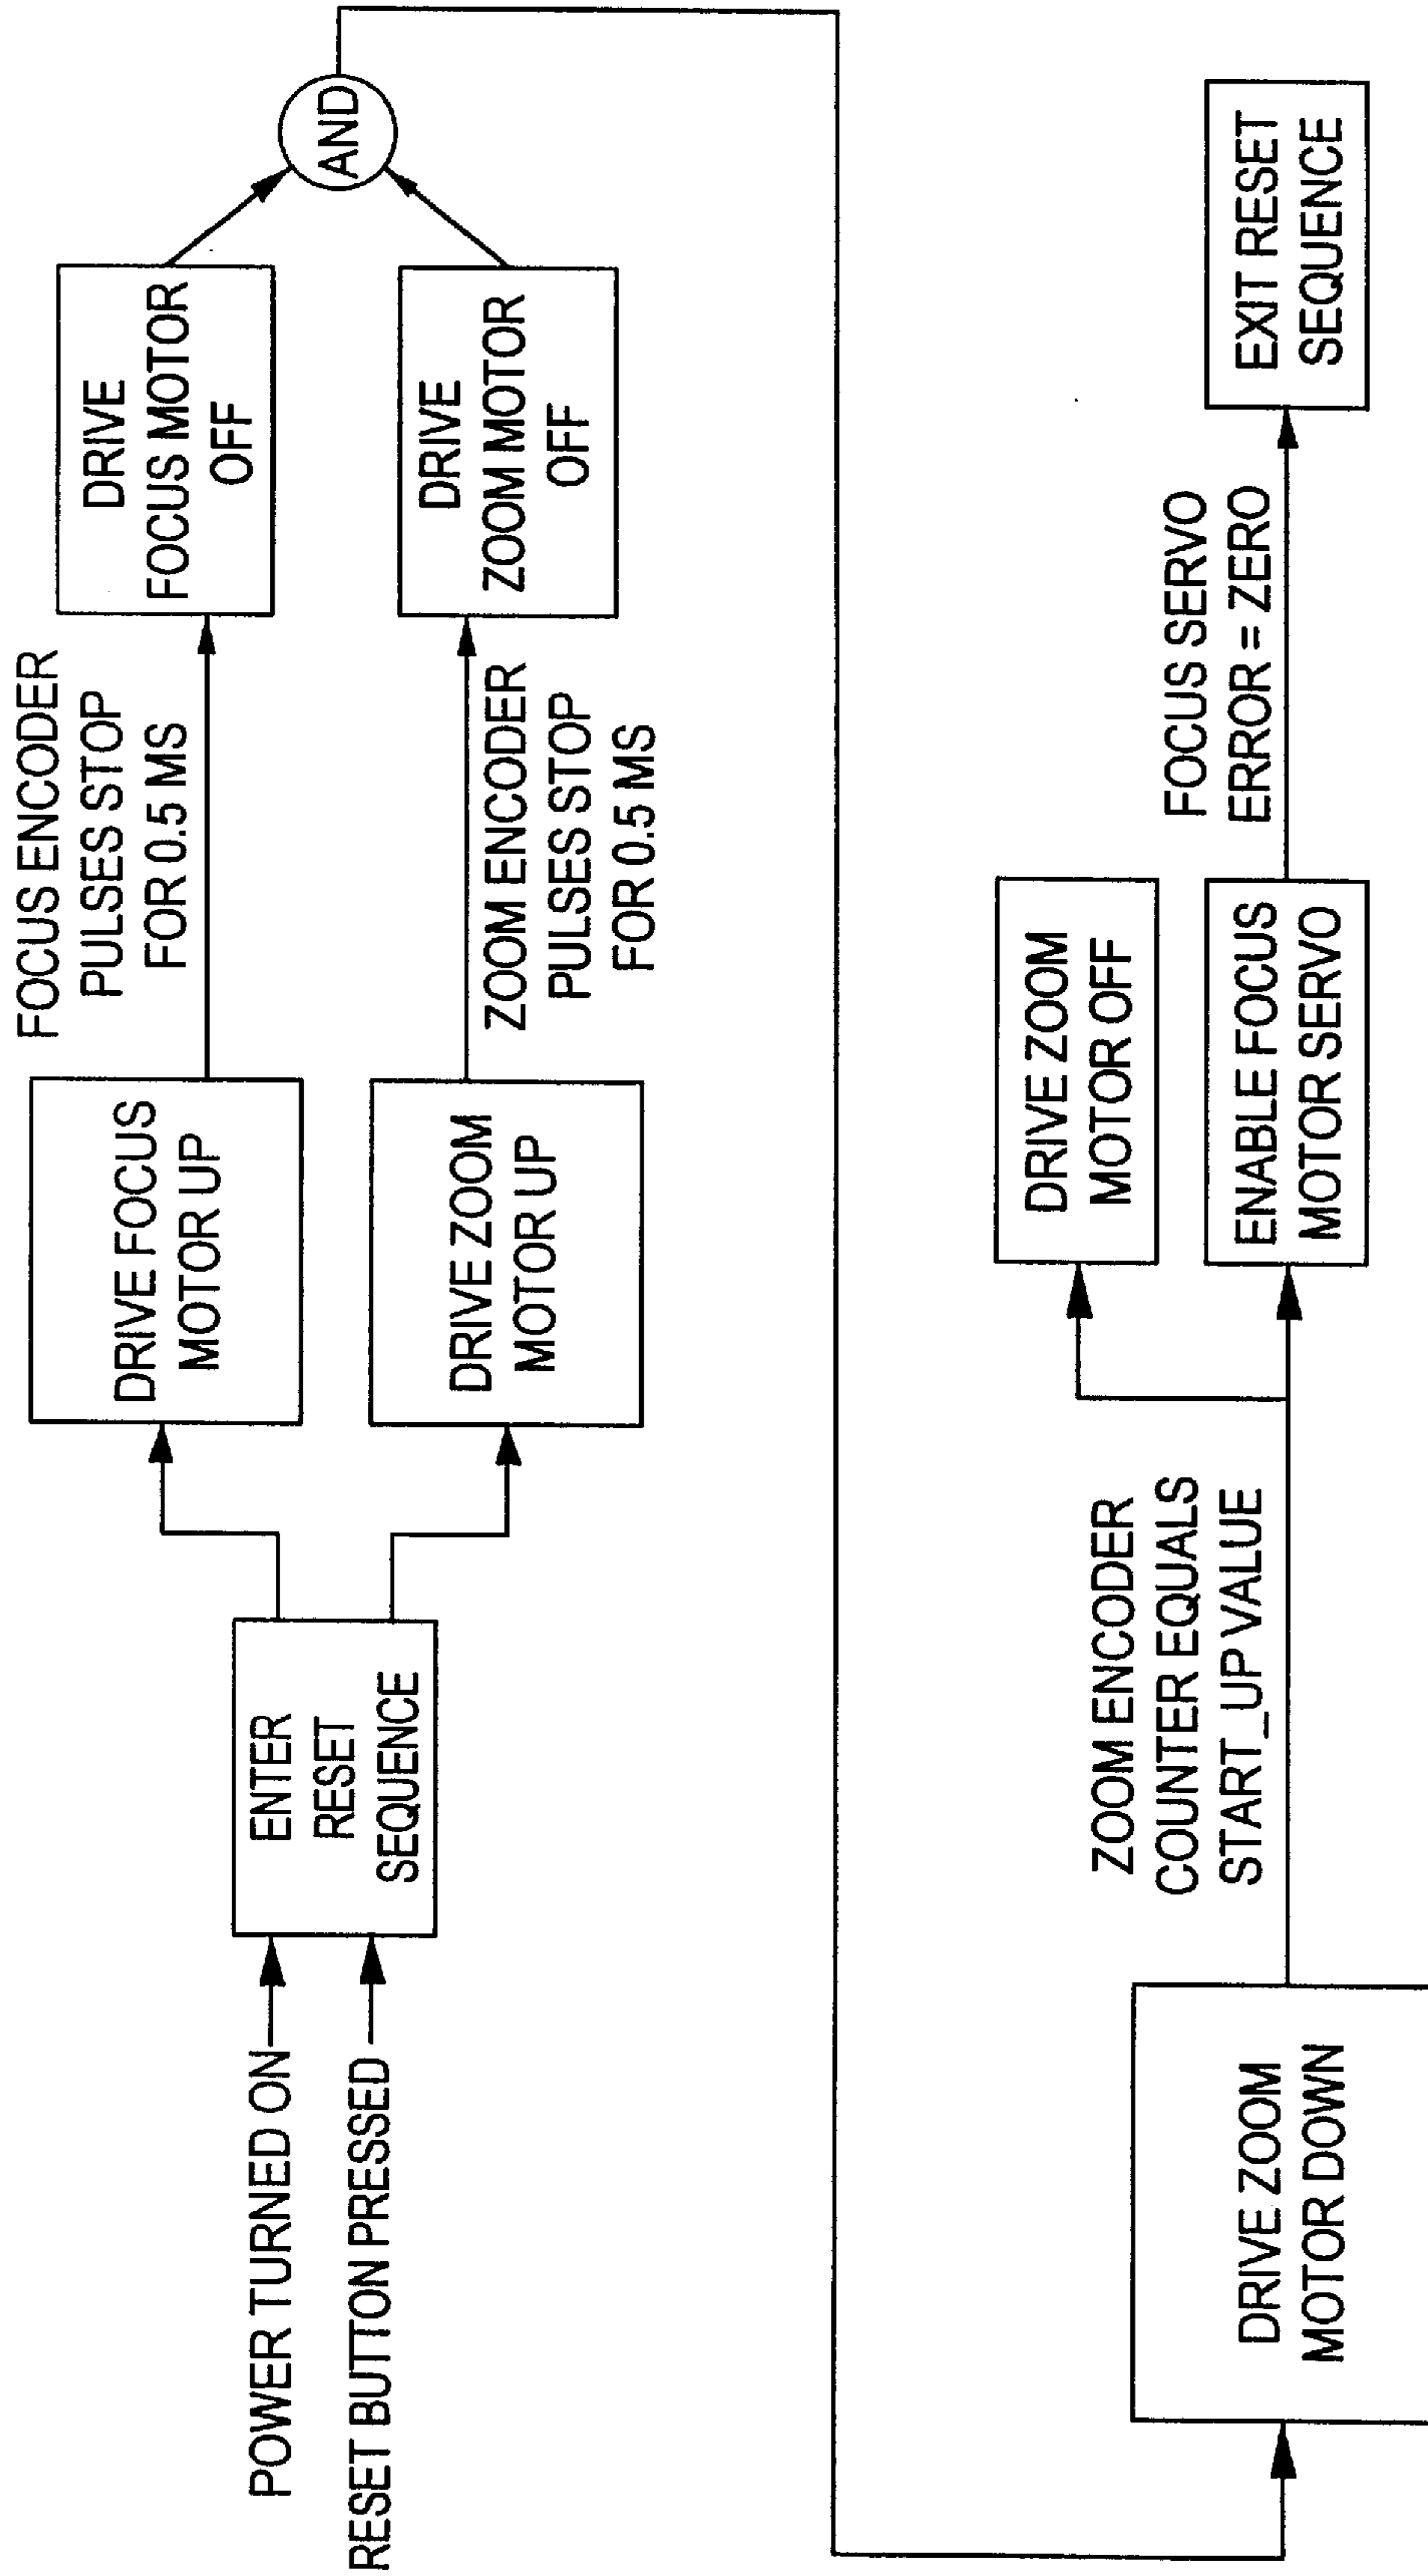 POWER TURNED ON
RESET BUTTON PRESSED
ENTER
RESET
SEQUENCE
DRIVE FOCUS
MOTOR UP
DRIVE ZOOM
MOTOR UP
FOCUS ENCODER
PULSES STOP
FOR 0.5 MS
ZOOM ENCODER
PULSES STOP
FOR 0.5 MS
DRIVE
FOCUS MOTOR
OFF
DRIVE
ZOOM MOTOR
OFF
AND
DRIVE ZOOM
MOTOR DOWN
ZOOM ENCODER
COUNTER EQUALS
START_UP VALUE
DRIVE ZOOM
MOTOR OFF
ENABLE FOCUS
MOTOR SERVO
FOCUS SERVO
ERROR = ZERO
EXIT RESET
SEQUENCE